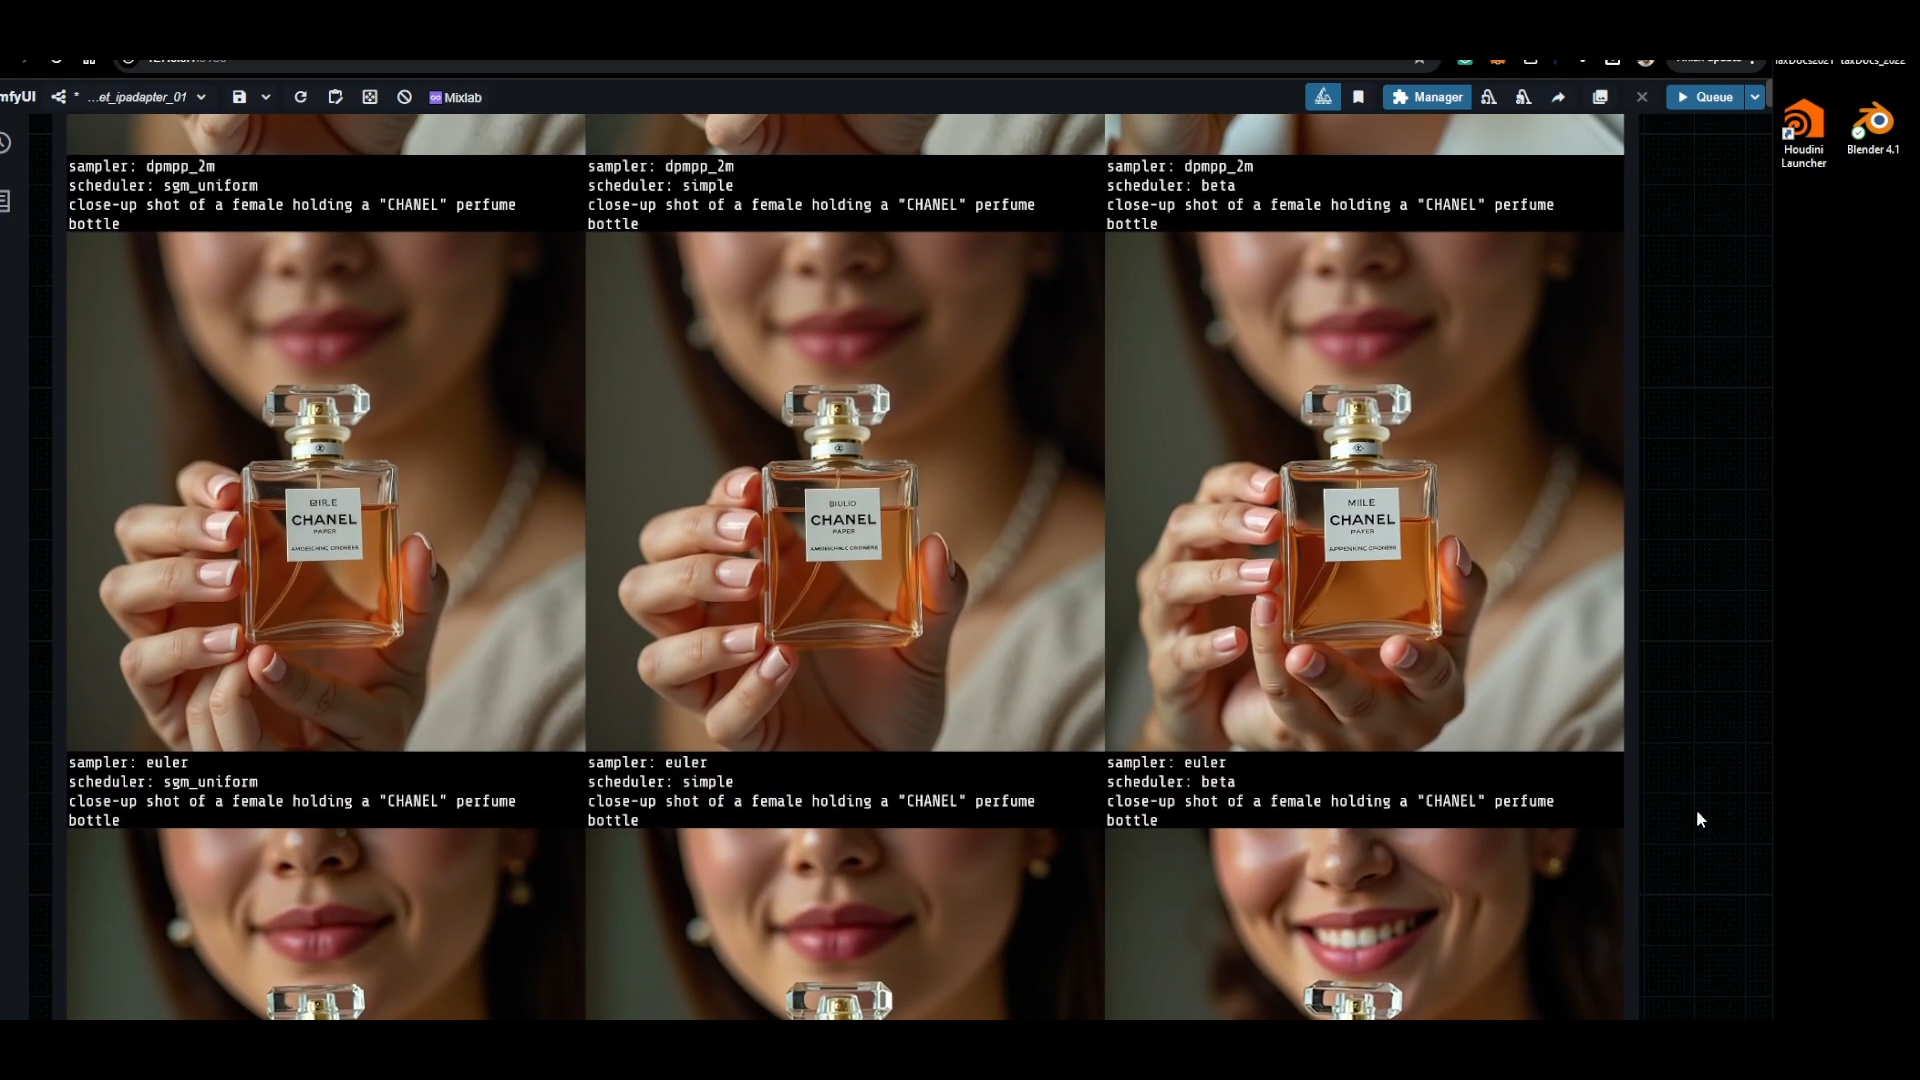 mfyUI
* ...et_ipadapter_01
Mixlab
Manager
Queue
Houdini
Launcher
Blender 4.1
sampler: dpmpp_2m
scheduler: sgm_uniform
close-up shot of a female holding a "CHANEL" perfume
bottle
sampler: dpmpp_2m
scheduler: simple
close-up shot of a female holding a "CHANEL" perfume
bottle
sampler: dpmpp_2m
scheduler: beta
close-up shot of a female holding a "CHANEL" perfume
bottle
CHANEL
PAPER
BIULIO
CHANEL
PAPER
MIILE
CHANEL
PAYER
sampler: euler
scheduler: sgm_uniform
close-up shot of a female holding a "CHANEL" perfume
bottle
sampler: euler
scheduler: simple
close-up shot of a female holding a "CHANEL" perfume
bottle
sampler: euler
scheduler: beta
close-up shot of a female holding a "CHANEL" perfume
bottle